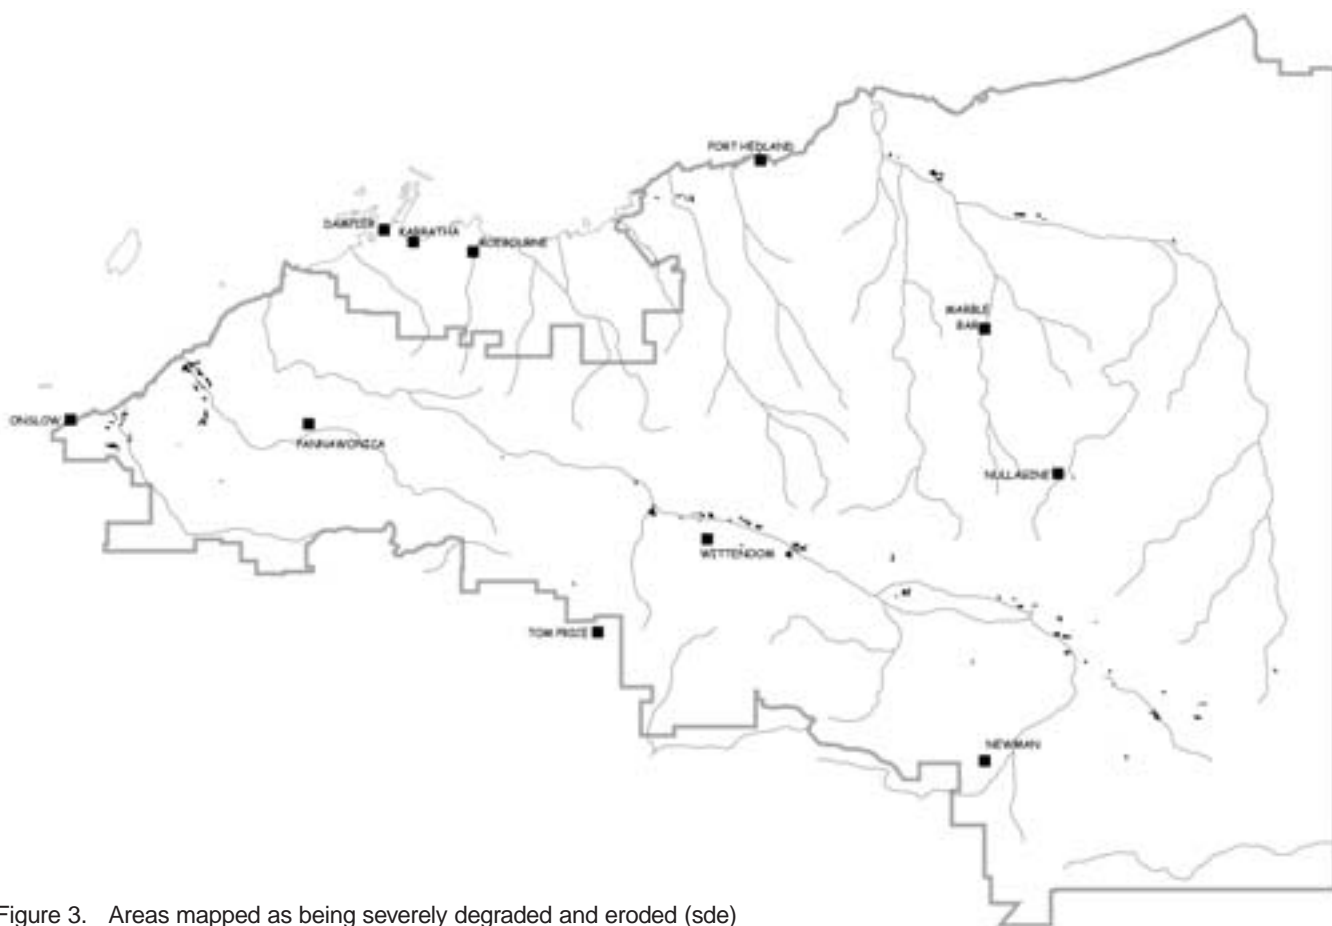 PORT HEDLAND
DAMPIER
KARRATHA
ROEBOURNE
MARBLE
BAR
ONSLOW
PANNAWONICA
NULLAGINE
WITTENOOM
TOM PRICE
NEWMAN
Figure 3. Areas mapped as being severely degraded and eroded (sde)